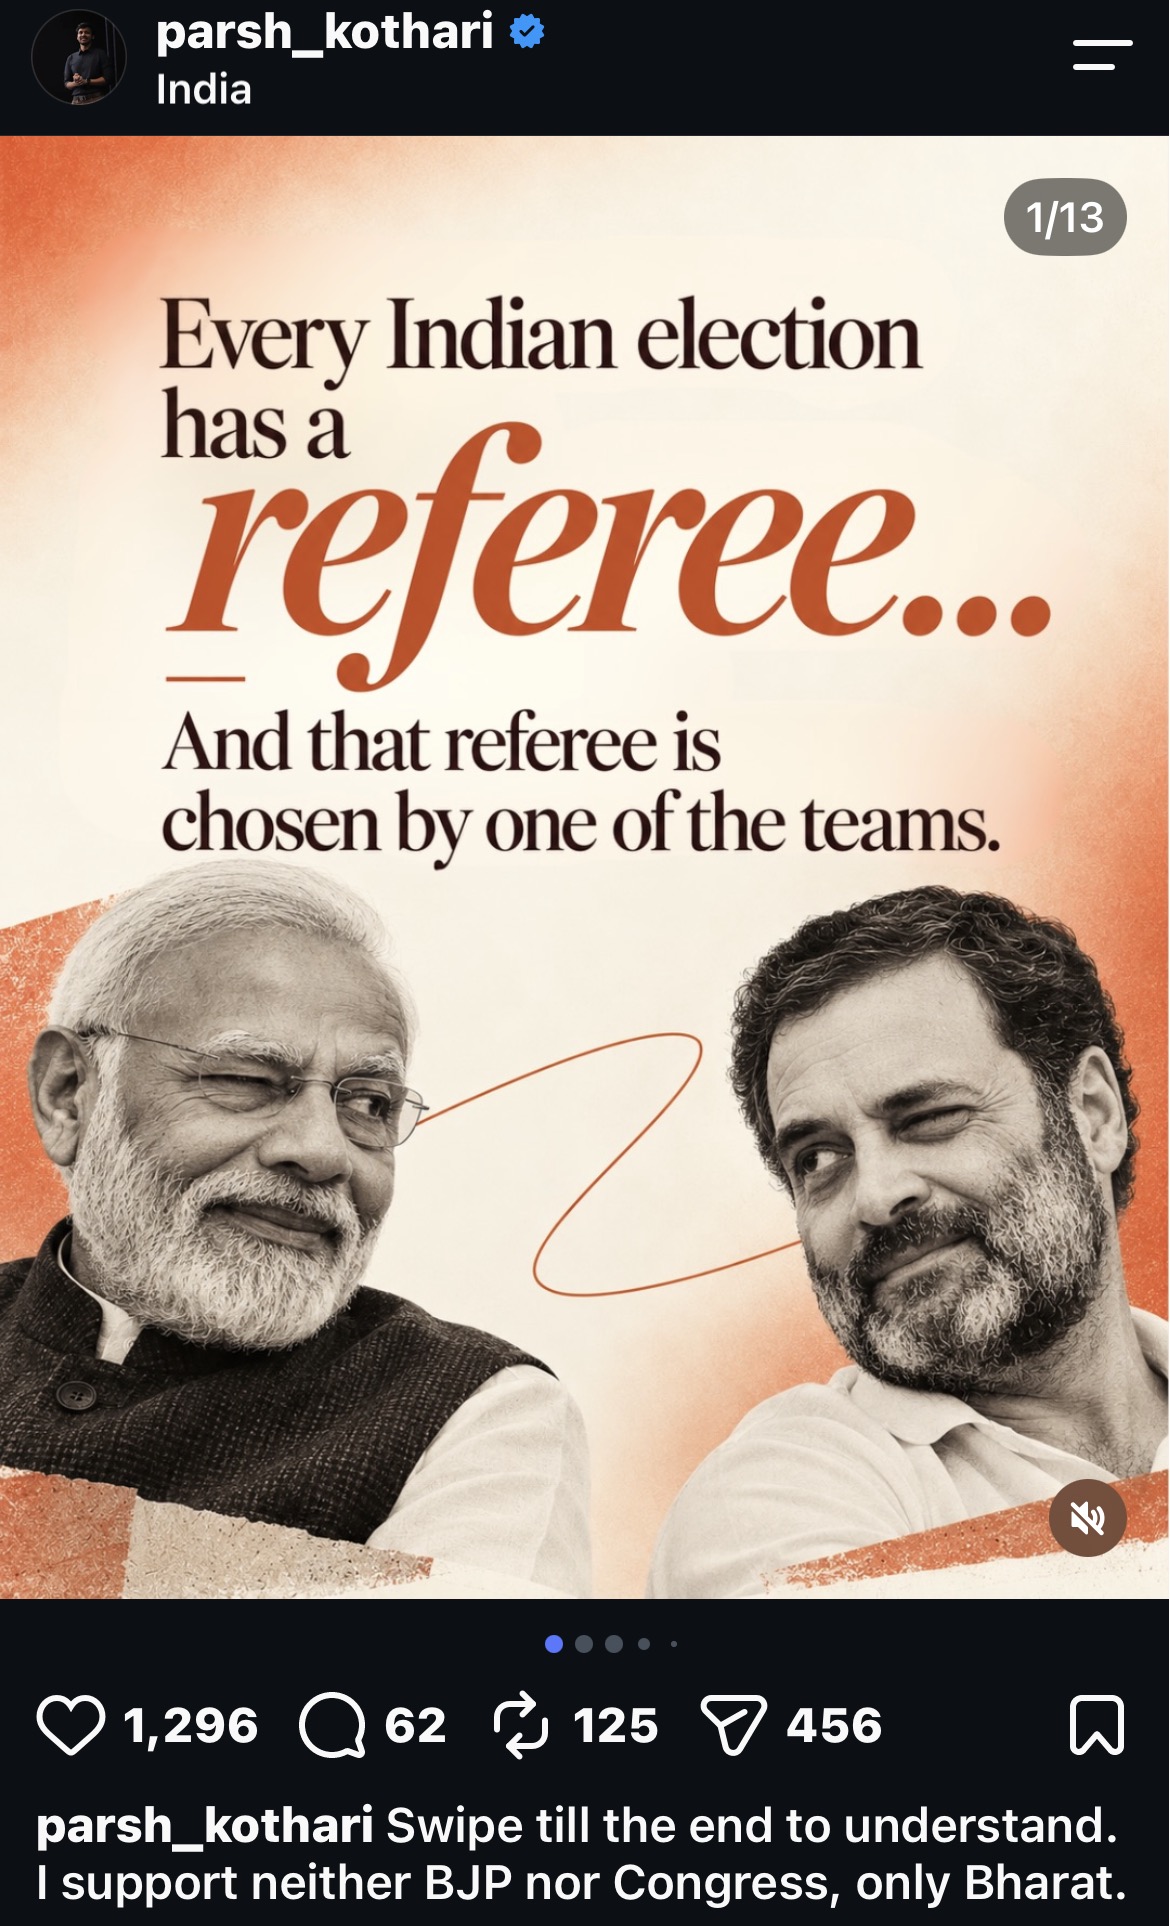 parsh_kothari
India
1/13
Every Indian election
has a
referee...
And that referee is
chosen by one of the teams.
1,296 62 125 456
parsh_kothari Swipe till the end to understand.
I support neither BJP nor Congress, only Bharat.